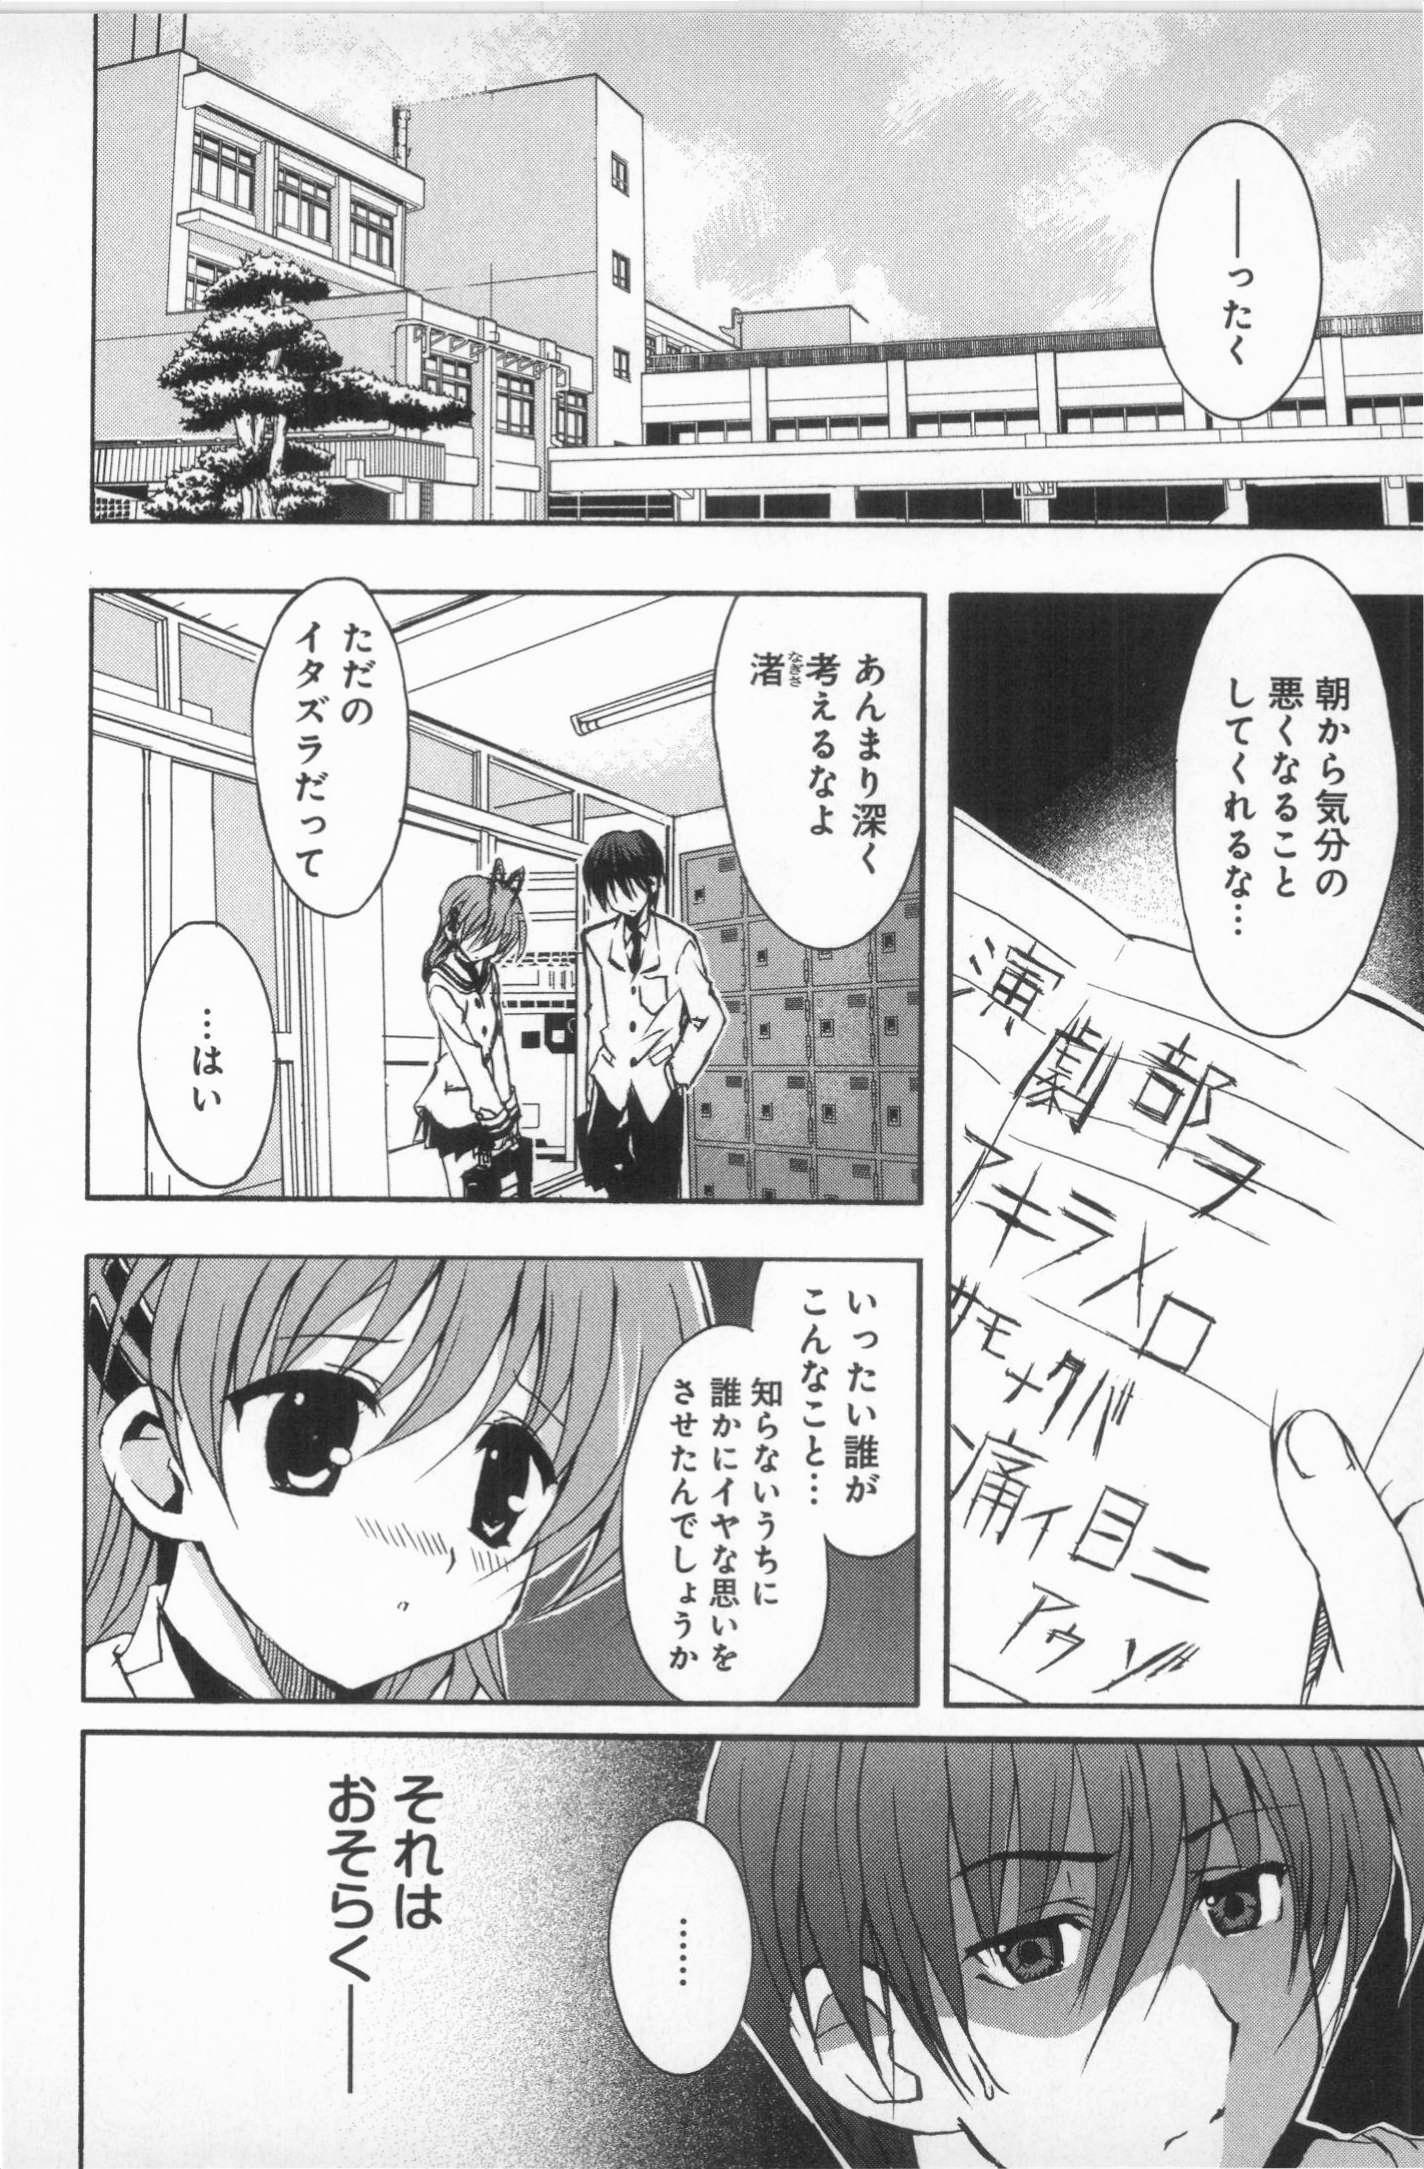 ──ったく
朝から気分の
悪くなること
してくれるな…
演劇部ヲ
アキラメロ
サモナクバ
痛イ目ニ
アウゾ
あんまり深く
考えるなよ
渚
なぎさ
ただの
イタズラだって
…はい
いったい誰が
こんなこと…
知らないうちに
誰かにイヤな思いを
させたんでしょうか
……
それは
おそらく──